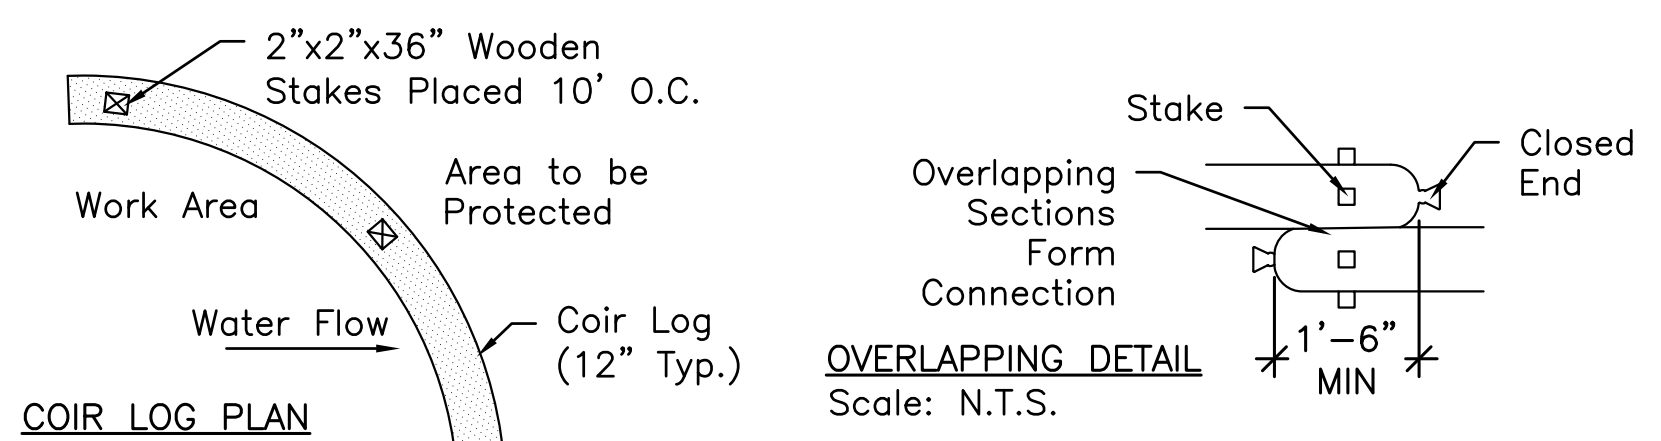 2”x2”x36” Wooden
Stakes Placed 10’ O.C.
Area to be
Protected
Work Area
Water Flow
Coir Log
(12” Typ.)
COIR LOG PLAN
Stake
Closed
End
Overlapping
Sections
Form
Connection
1’-6”
MIN
OVERLAPPING DETAIL
Scale: N.T.S.